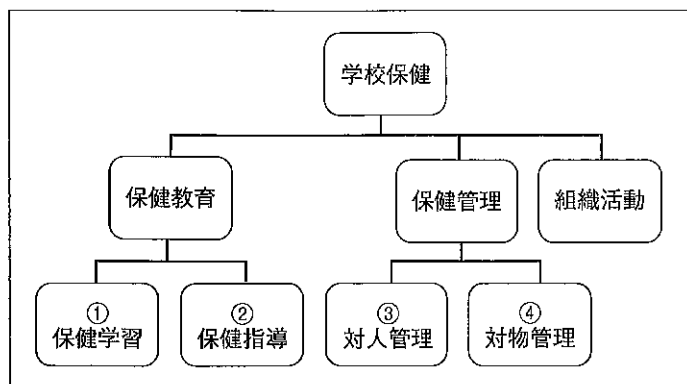 学校保健
保健教育
保健管理
組織活動
①
保健学習
②
保健指導
③
対人管理
④
対物管理